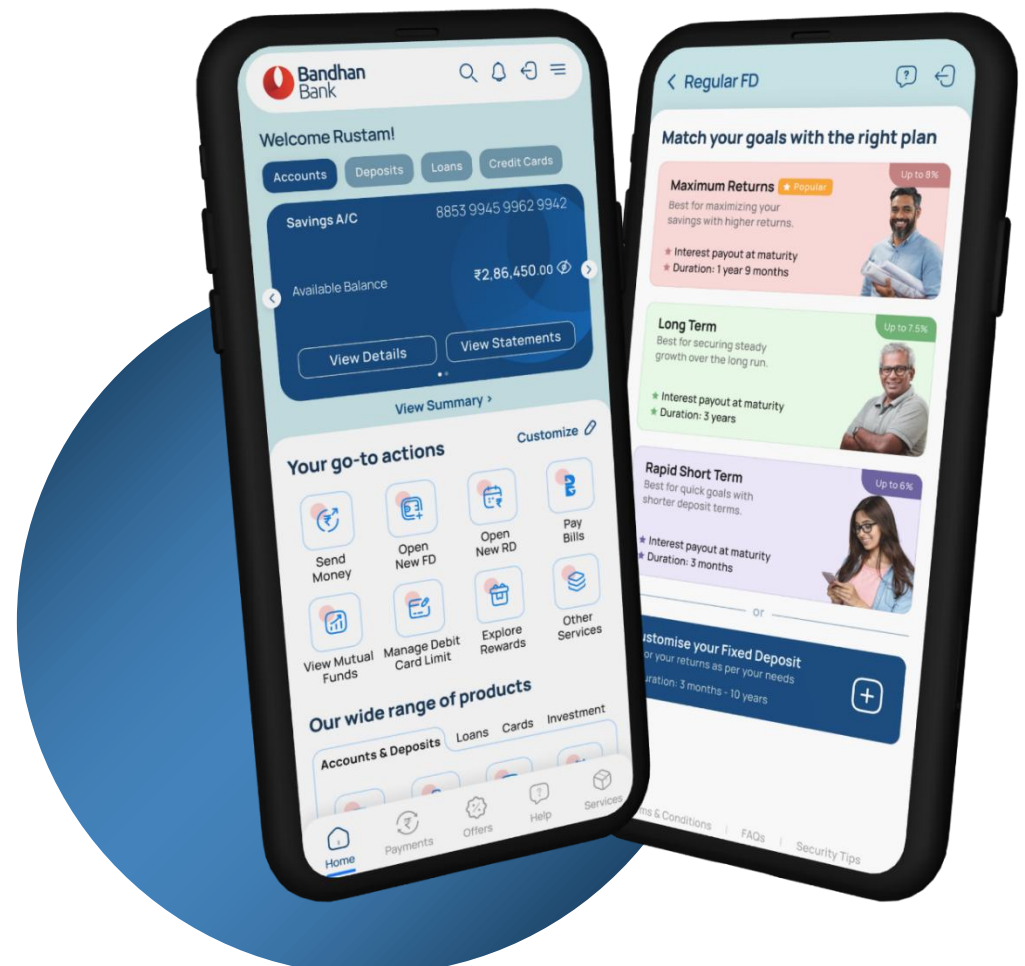 Bandhan
Bank
Welcome Rustam!
Accounts
Deposits
Loans
Credit Cards
Savings A/C
8853 9945 9962 9942
Available Balance
₹2,86,450.00
View Details
View Statements
View Summary >
Your go-to actions
Customize
Send
Money
Open
New FD
Open
New RD
Pay
Bills
View Mutual
Funds
Manage Debit
Card Limit
Explore
Rewards
Other
Services
Our wide range of products
Accounts & Deposits
Loans
Cards
Investment
Home
Payments
Offers
Help
Services
Regular FD
Match your goals with the right plan
Up to 8%
Maximum Returns
Popular
Best for maximizing your
savings with higher returns.
Interest payout at maturity
Duration: 1 year 9 months
Up to 7.5%
Long Term
Best for securing steady
growth over the long run.
Interest payout at maturity
Duration: 3 years
Up to 6%
Rapid Short Term
Best for quick goals with
shorter deposit terms.
Interest payout at maturity
Duration: 3 months
or
your Fixed Deposit
your returns as per your needs
3 months - 10 years
& Conditions
FAQs
Security Tips